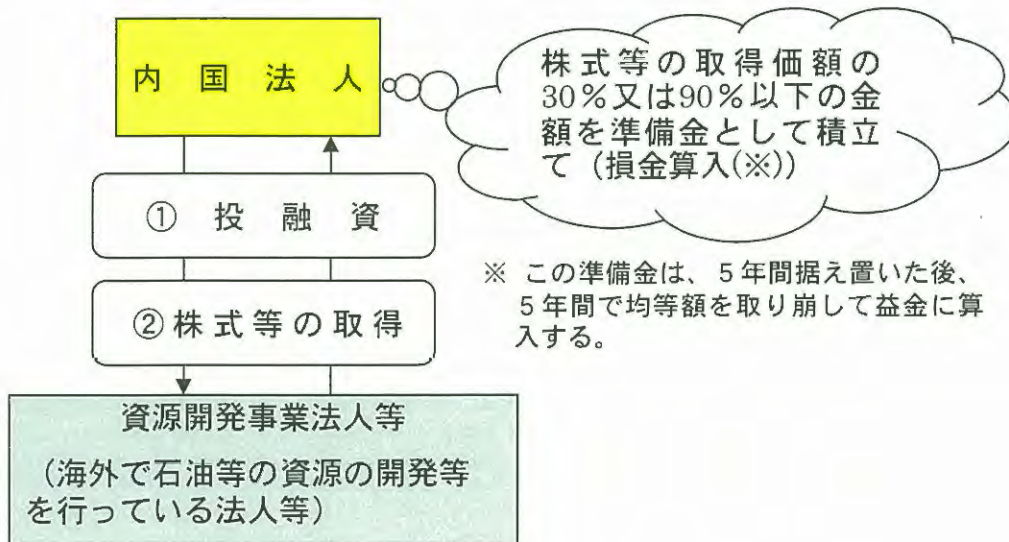 内国法人
株式等の取得価額の
30％又は90％以下の金
額を準備金として積立
て（損金算入(※)）
① 投融資
② 株式等の取得
※ この準備金は、５年間据え置いた後、
５年間で均等額を取り崩して益金に算
入する。
資源開発事業法人等
（海外で石油等の資源の開発等
を行っている法人等）